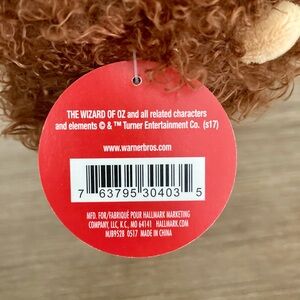 THE WIZARD OF OZ and all related characters
and elements © & ™ Turner Entertainment Co. (s17)
www.warnerbros.com
7 63795 30403 5
MFD. FOR/FABRIQUÉ POUR HALLMARK MARKETING
COMPANY, LLC, K.C., MO 64141 HALLMARK.COM
MJB9528 0517 MADE IN CHINA